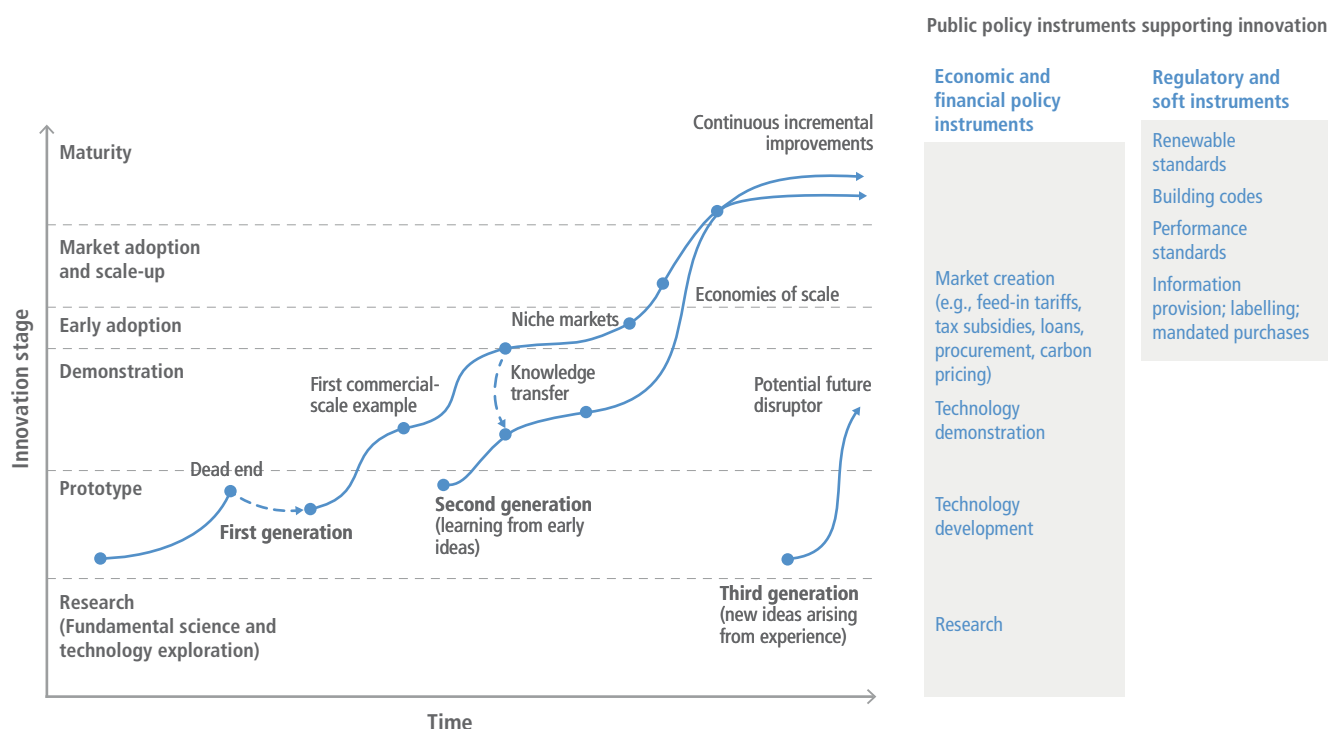 Public policy instruments supporting innovation
Economic and
financial policy
instruments
Regulatory and
soft instruments
Renewable
standards
Building codes
Performance
standards
Information
provision; labelling;
mandated purchases
Market creation
(e.g., feed-in tariffs,
tax subsidies, loans,
procurement, carbon
pricing)
Technology
demonstration
Technology
development
Research
Innovation stage
Maturity
Market adoption
and scale-up
Early adoption
Demonstration
Prototype
Research
(Fundamental science and
technology exploration)
Continuous incremental
improvements
Economies of scale
Niche markets
Knowledge
transfer
First commercial-
scale example
Potential future
disruptor
Dead end
First generation
Second generation
(learning from early
ideas)
Third generation
(new ideas arising
from experience)
Time